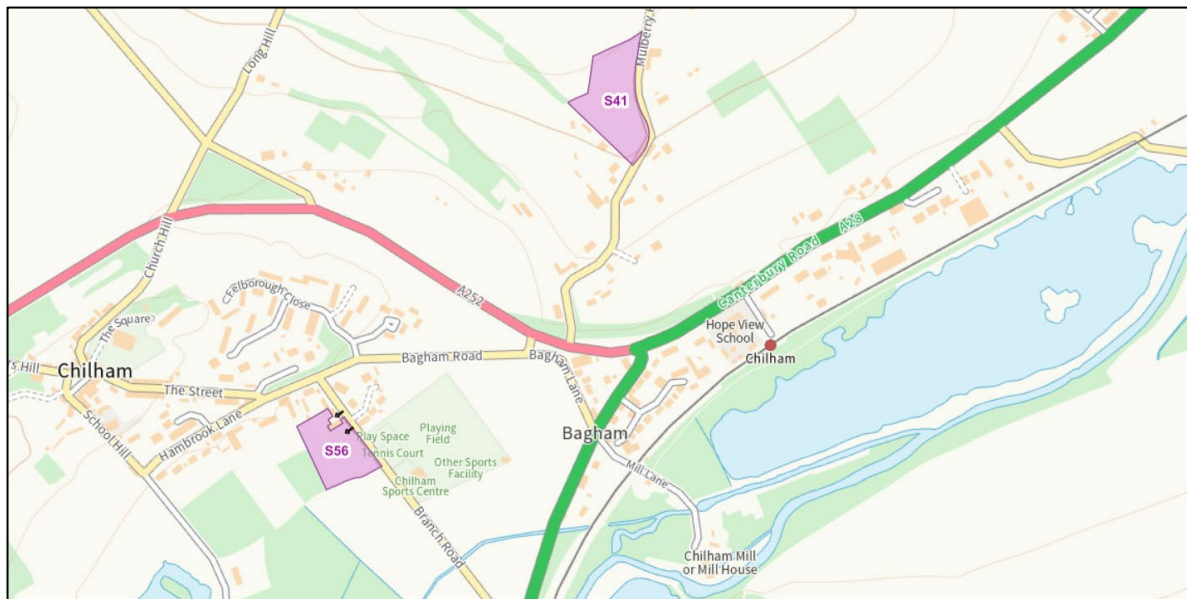 Long Hill
Mulberry
S41
Church Hill
A252
Canterbury Road
A28
Felborough Close
The Square
Hope View
School
Chilham
Bagham Road
Bagham Lane
Chilham
Hill
The Street
School Hill
Hambrook Lane
S56
Play Space
Tennis Court
Playing
Field
Other Sports
Facility
Chilham
Sports Centre
Branch Road
Bagham
Mill Lane
Chilham Mill
or Mill House